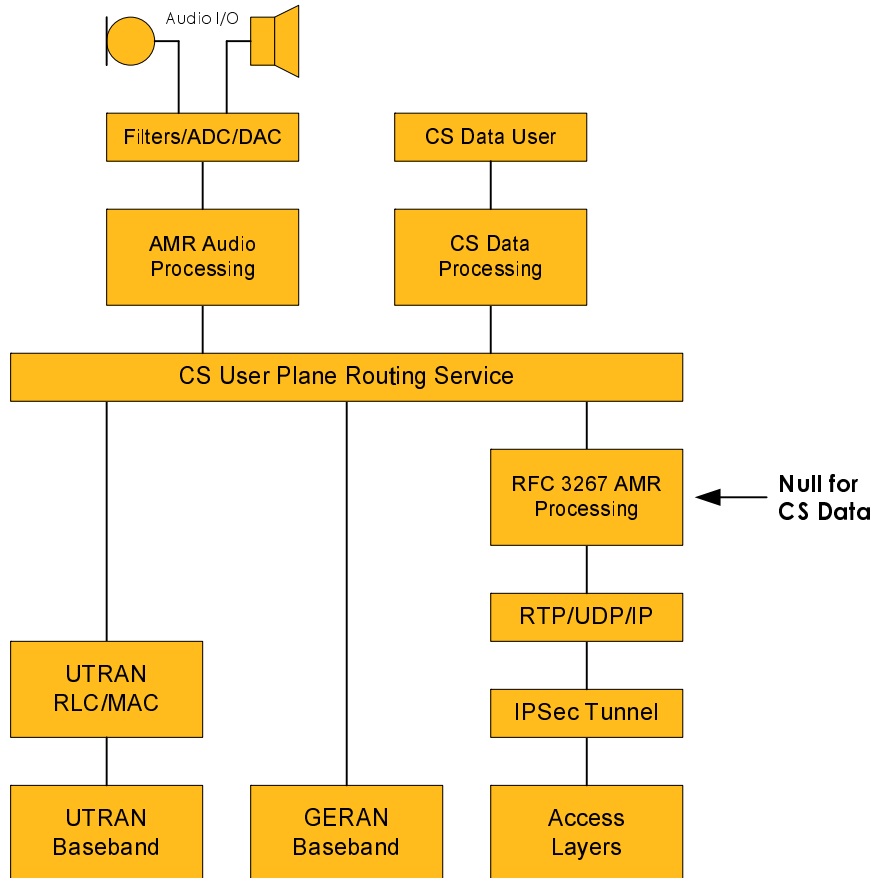 Audio I/O
Filters/ADC/DAC
CS Data User
AMR Audio
Processing
CS Data
Processing
CS User Plane Routing Service
RFC 3267 AMR
Processing
Null for
CS Data
RTP/UDP/IP
UTRAN
RLC/MAC
IPSec Tunnel
UTRAN
Baseband
GERAN
Baseband
Access
Layers